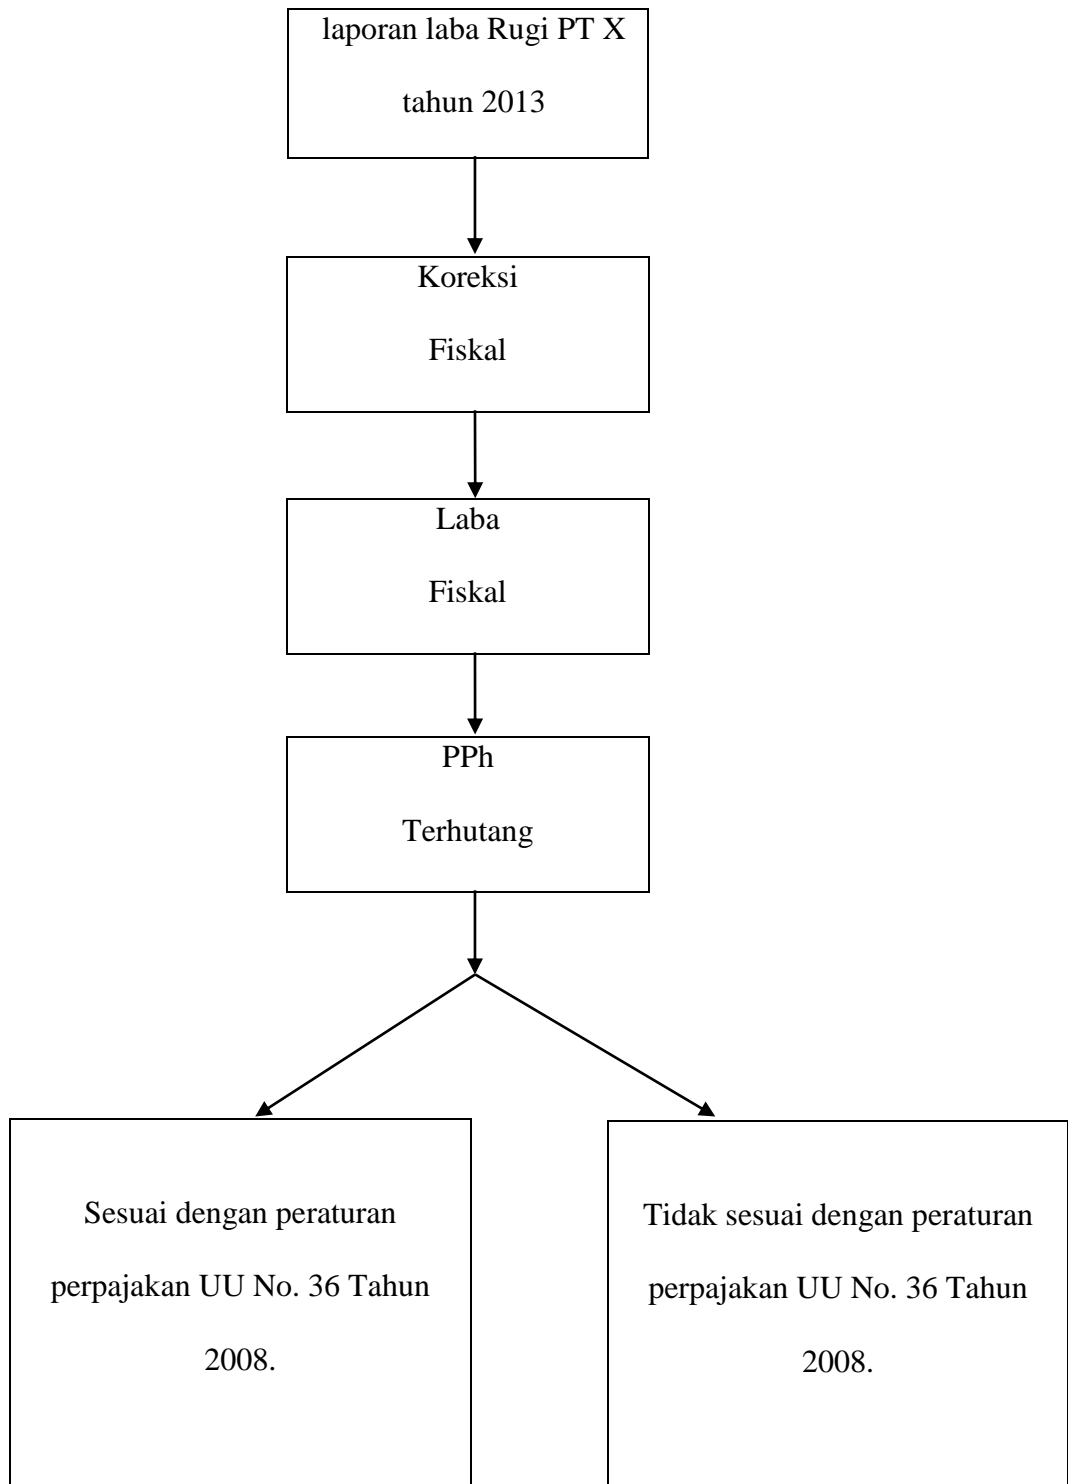 laporan laba Rugi PT X
tahun 2013
Koreksi
Fiskal
Laba
Fiskal
PPh
Terhutang
Sesuai dengan peraturan
perpajakan UU No. 36 Tahun
2008.
Tidak sesuai dengan peraturan
perpajakan UU No. 36 Tahun
2008.